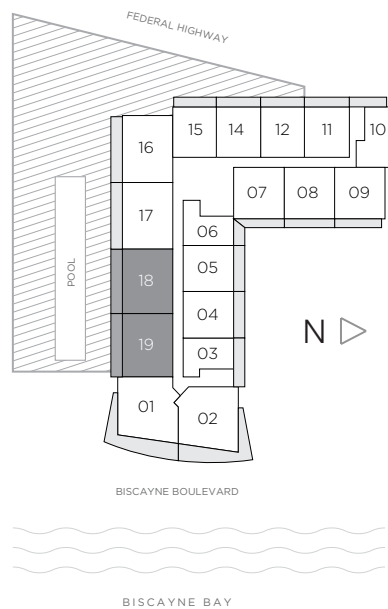 FEDERAL HIGHWAY
15 14 12 11 10
16
07 08 09
17
06
POOL
18
05
04
N
19
03
01
02
BISCAYNE BOULEVARD
BISCAYNE BAY